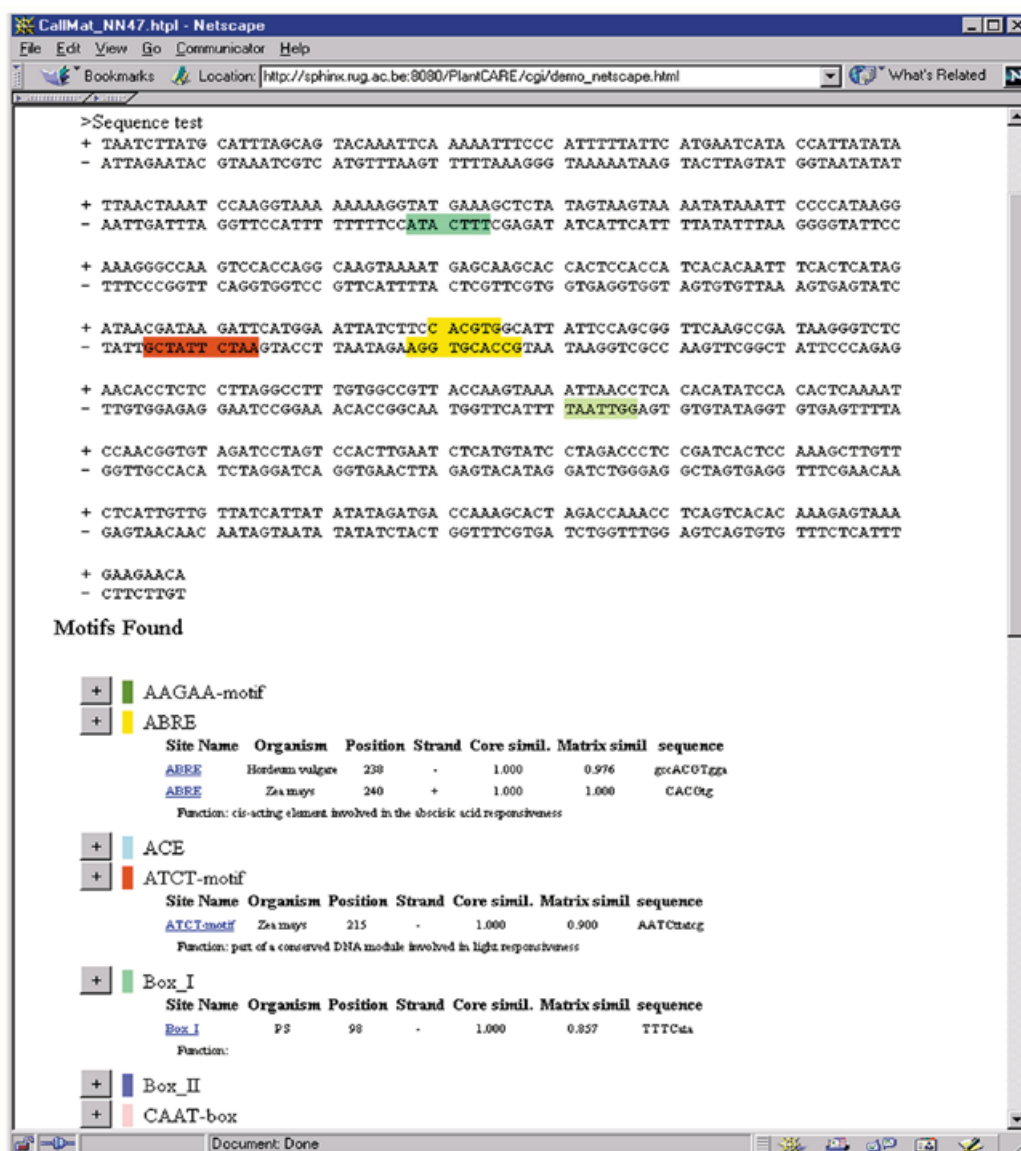 CallMat_NN47.htpl - Netscape
File Edit View Go Communicator Help
Bookmarks Location: http://sphinx.rug.ac.be:8080/PlantCARE/cgi/demo_netscape.html What's Related N
>Sequence test
+ TAATCTTATG CATTTAGCAG TACAAATTCA AAAATTTCCC ATTTTTATTC ATGAATCATA CCATTATATA
- ATTAGAATAC GTAAATCGTC ATGTTTAAGT TTTTAAAGGG TAAAAATAAG TACTTAGTAT GGTAATATAT
+ TTAACTAAAT CCAAGGTAAA AAAAAGGTAT GAAAGCTCTA TAGTAAGTAA AATATAAATT CCCCATAAGG
- AATTGATTTA GGTTCCATTT TTTTTCCATA CTTTCGAGAT ATCATTCATT TTATATTTAA GGGGTATTCC
+ AAAGGGCCAA GTCCACCAGG CAAGTAAAAT GAGCAAGCAC CACTCCACCA TCACACAATT TCACTCATAG
- TTTCCCGGTT CAGGTGGTCC GTTCATTTTA CTCGTTCGTG GTGAGGTGGT AGTGTGTTAA AGTGAGTATC
+ ATAACGATAA GATTCATGGA ATTATCTTCC ACGTGGCATT ATTCCAGCGG TTCAAGCCGA TAAGGGTCTC
- TATTGCTATT CTAAGTACCT TAATAGAAGG TGCACCGTAA TAAGGTCGCC AAGTTCGGCT ATTCCCAGAG
+ AACACCTCTC CTTAGGCCTT TGTGGCCGTT ACCAAGTAAA ATTAACCTCA CACATATCCA CACTCAAAAT
- TTGTGGAGAG GAATCCGGAA ACACCGGCAA TGGTTCATTT TAATTGGAGT GTGTATAGGT GTGAGTTTTA
+ CCAACGGTGT AGATCCTAGT CCACTTGAAT CTCATGTATC CTAGACCCTC CGATCACTCC AAAGCTTGTT
- GGTTGCCACA TCTAGGATCA GGTGAACTTA GAGTACATAG GATCTGGGAG GCTAGTGAGG TTTCGAACAA
+ CTCATTGTTG TTATCATTAT ATATAGATGA CCAAAGCACT AGACCAAACC TCAGTCACAC AAAGAGTAAA
- GAGTAACAAC AATAGTAATA TATATCTACT GGTTTCGTGA TCTGGTTTGG AGTCAGTGTG TTTCTCATTT
+ GAAGAACA
- CTTCTTGT
Motifs Found
+ AAGAA-motif
+ ABRE
Site Name Organism Position Strand Core simil. Matrix simil sequence
ABRE Hordeum vulgare 238 - 1.000 0.976 gccACGTgga
ABRE Zea mays 240 + 1.000 1.000 CACGtg
Function: cis-acting element involved in the abscisic acid responsiveness
+ ACE
+ ATCT-motif
Site Name Organism Position Strand Core simil. Matrix simil sequence
ATCT-motif Zea mays 215 - 1.000 0.900 AATCttatcg
Function: part of a conserved DNA module involved in light responsiveness
+ Box_I
Site Name Organism Position Strand Core simil. Matrix simil sequence
Box_I PS 98 - 1.000 0.857 TTTCata
Function:
+ Box_II
+ CAAT-box
Document: Done